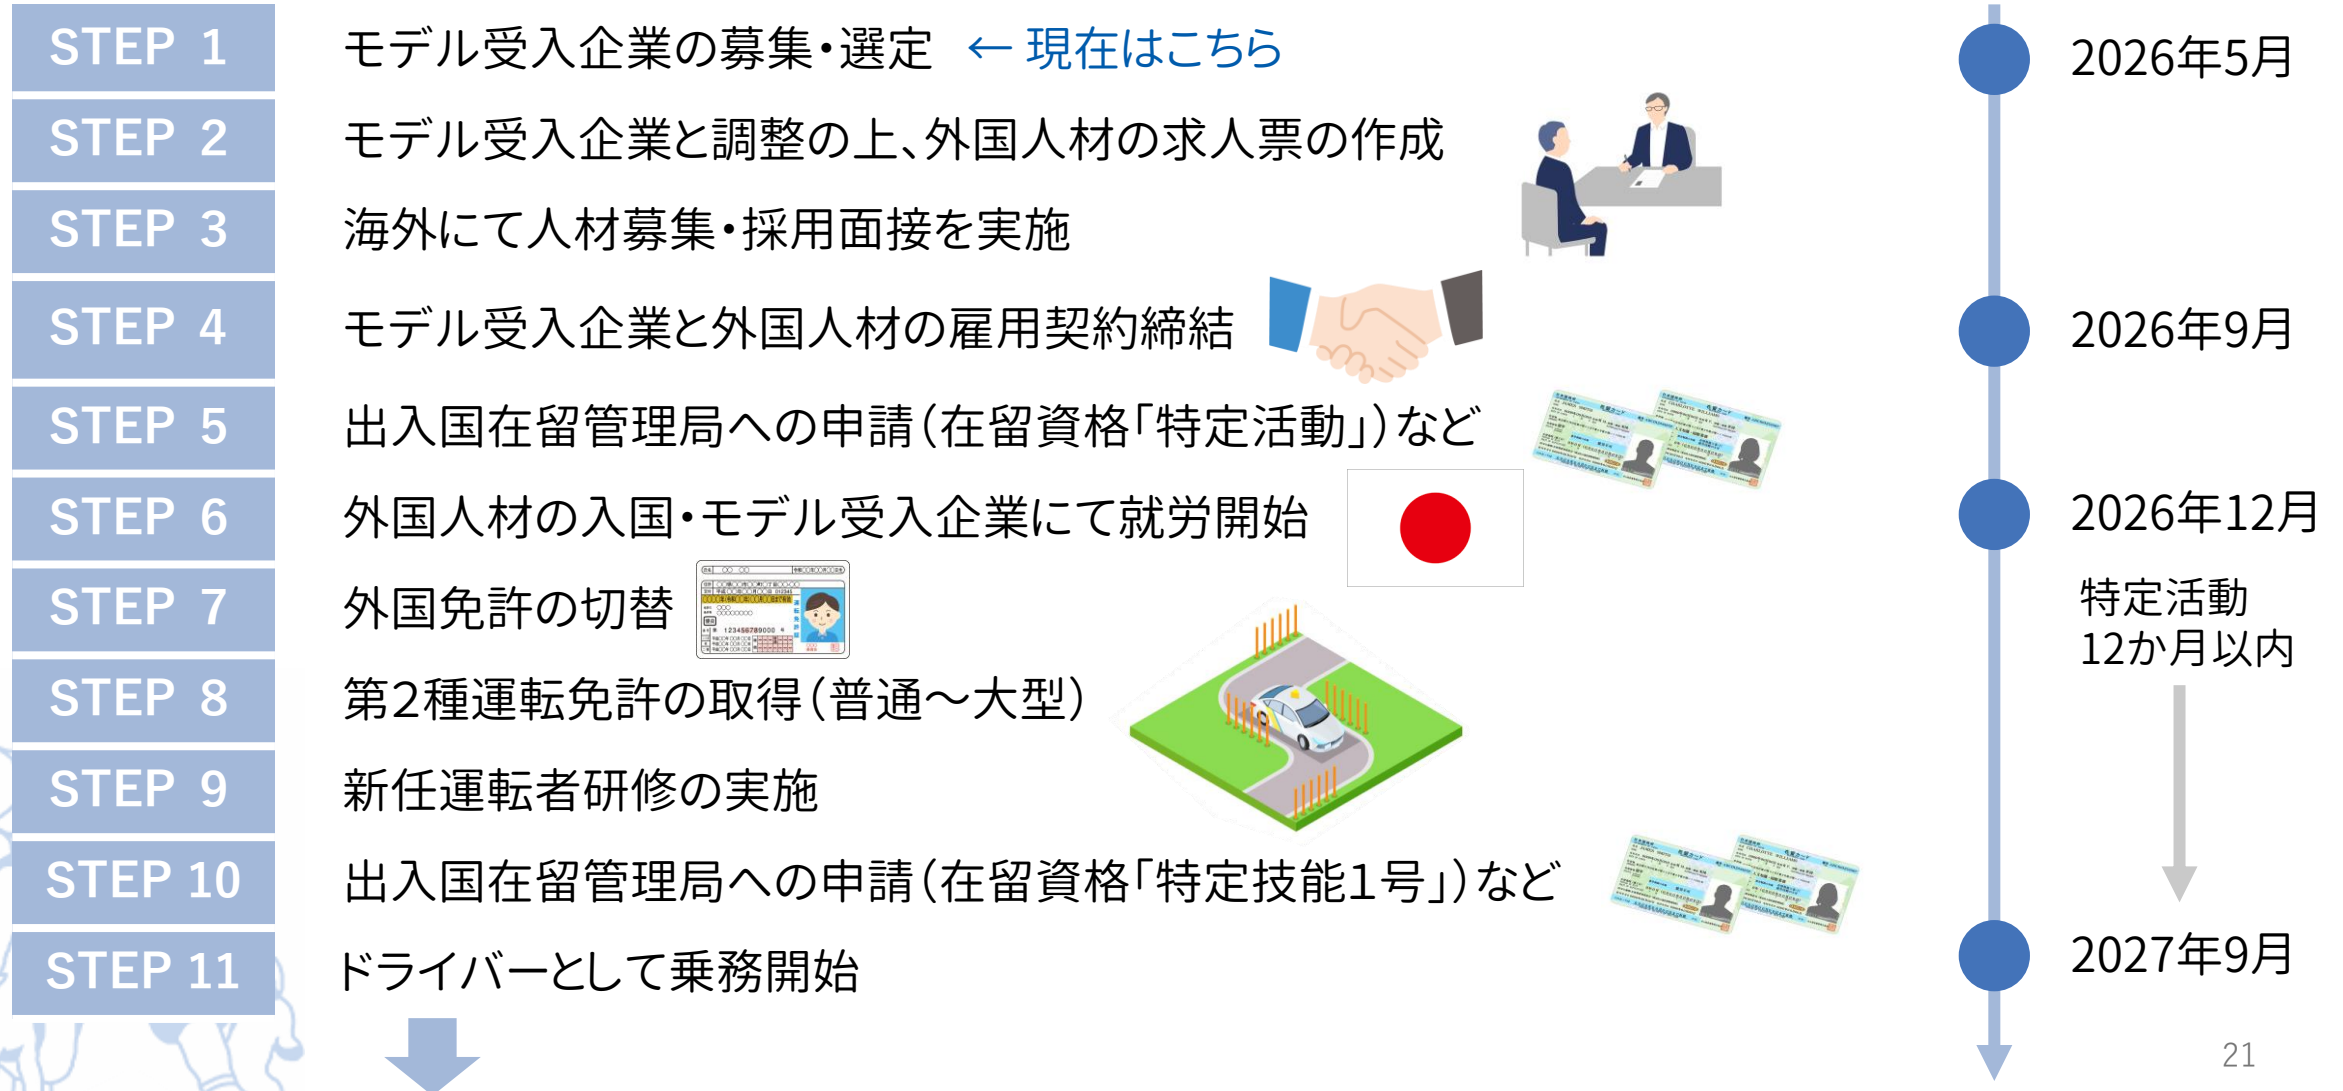 STEP 1
モデル受入企業の募集・選定 ← 現在はこちら
2026年5月
STEP 2
モデル受入企業と調整の上、外国人材の求人票の作成
STEP 3
海外にて人材募集・採用面接を実施
STEP 4
モデル受入企業と外国人材の雇用契約締結
2026年9月
STEP 5
出入国在留管理局への申請(在留資格「特定活動」)など
STEP 6
外国人材の入国・モデル受入企業にて就労開始
2026年12月
STEP 7
外国免許の切替
特定活動
12か月以内
STEP 8
第2種運転免許の取得(普通～大型)
STEP 9
新任運転者研修の実施
STEP 10
出入国在留管理局への申請(在留資格「特定技能1号」)など
STEP 11
ドライバーとして乗務開始
2027年9月
21